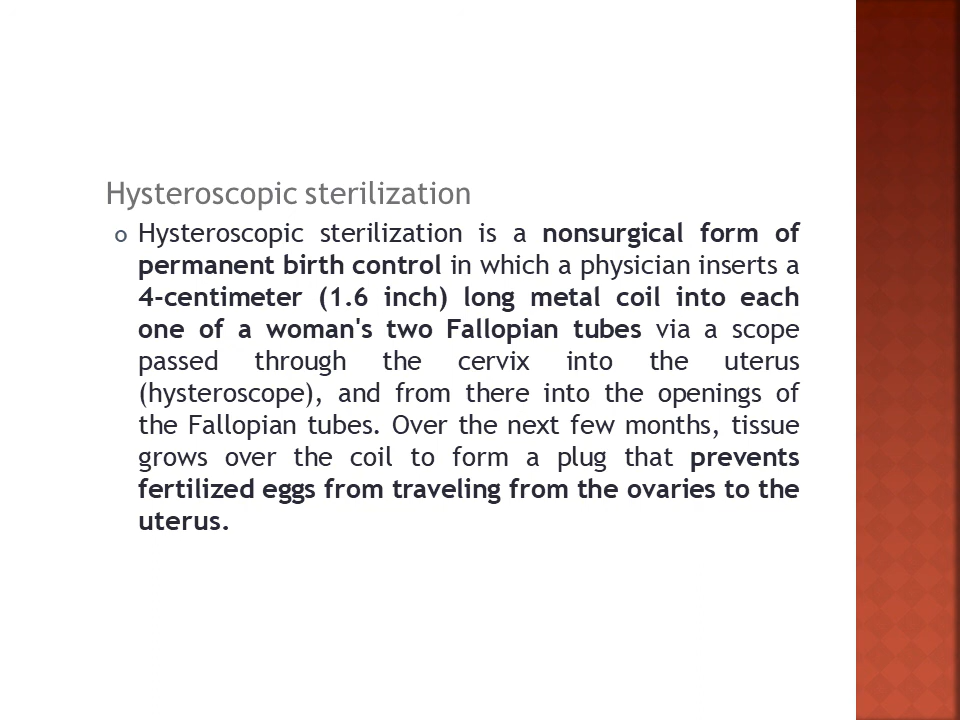 Hysteroscopic sterilization
o Hysteroscopic sterilization is a nonsurgical form of
permanent birth control in which a physician inserts a
4-centimeter (1.6 inch) long metal coil into each
one of a woman's two Fallopian tubes via a scope
passed through the cervix into the uterus
(hysteroscope), and from there into the openings of
the Fallopian tubes. Over the next few months, tissue
grows over the coil to form a plug that prevents
fertilized eggs from traveling from the ovaries to the
uterus.